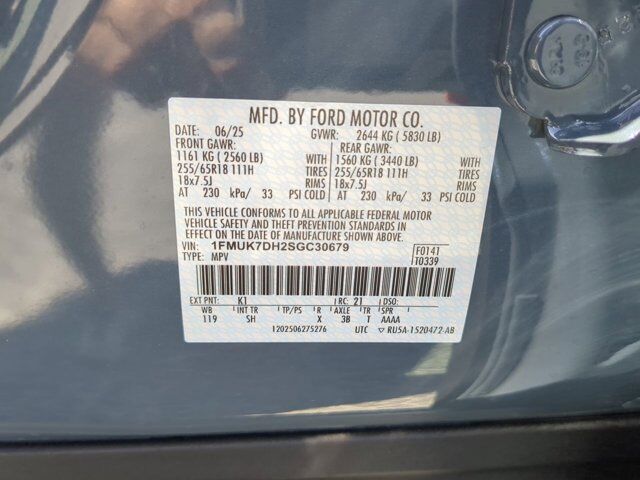 MFD. BY FORD MOTOR CO.
DATE: 06/25 GVWR: 2644 KG ( 5830 LB)
FRONT GAWR: REAR GAWR:
1161 KG ( 2560 LB) WITH 1560 KG ( 3440 LB) WITH
255/65R18 111H TIRES 255/65R18 111H TIRES
18x7.5J RIMS 18x7.5J RIMS
AT 230 kPa/ 33 PSI COLD AT 230 kPa/ 33 PSI COLD
THIS VEHICLE CONFORMS TO ALL APPLICABLE FEDERAL MOTOR
VEHICLE SAFETY AND THEFT PREVENTION STANDARDS IN
EFFECT ON THE DATE OF MANUFACTURE SHOWN ABOVE.
VIN: 1FMUK7DH2SGC30679 F0141
TYPE: MPV T0339
EXT PNT: K1 RC: 21 DSO:
WB INT TR TP/PS R AXLE TR
119 SH X 3B T AAAA
1202506275276 UTC ▽ RU5A-1520472-AB